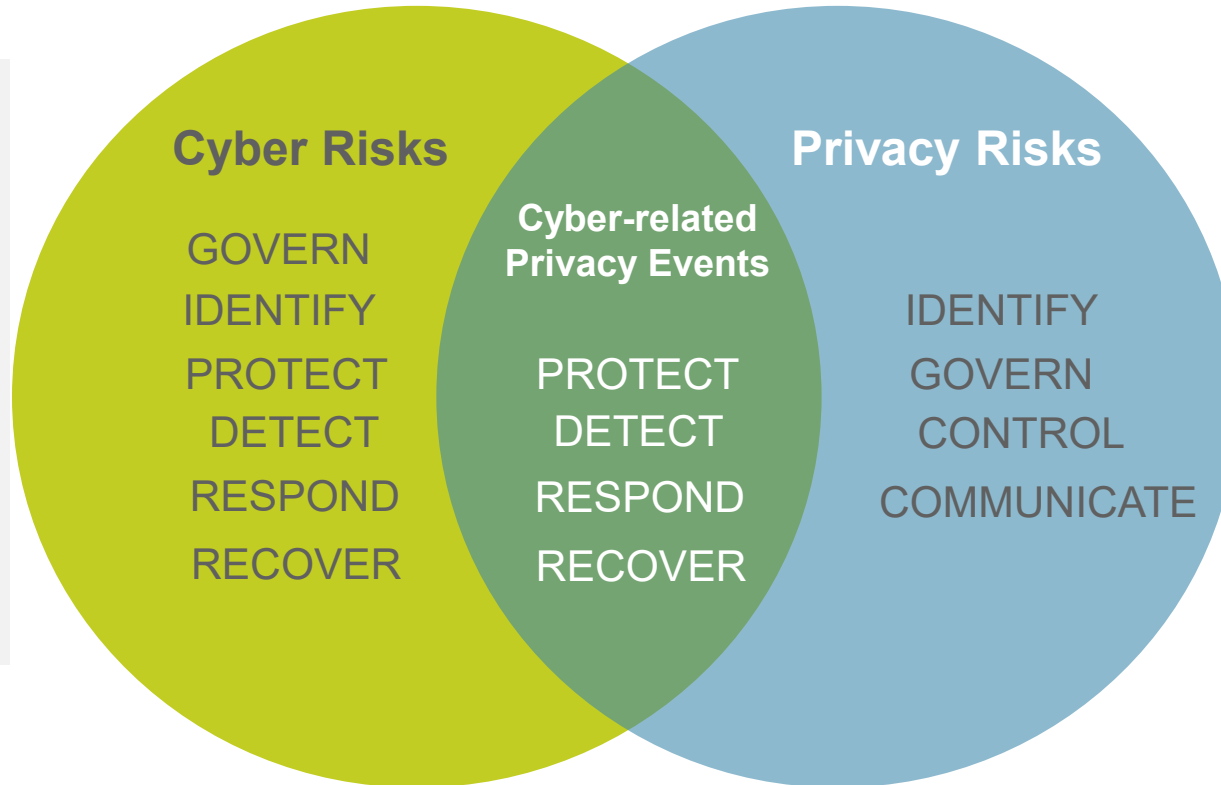 Cyber Risks
GOVERN
IDENTIFY
PROTECT
DETECT
RESPOND
RECOVER
Cyber-related
Privacy Events
PROTECT
DETECT
RESPOND
RECOVER
Privacy Risks
IDENTIFY
GOVERN
CONTROL
COMMUNICATE